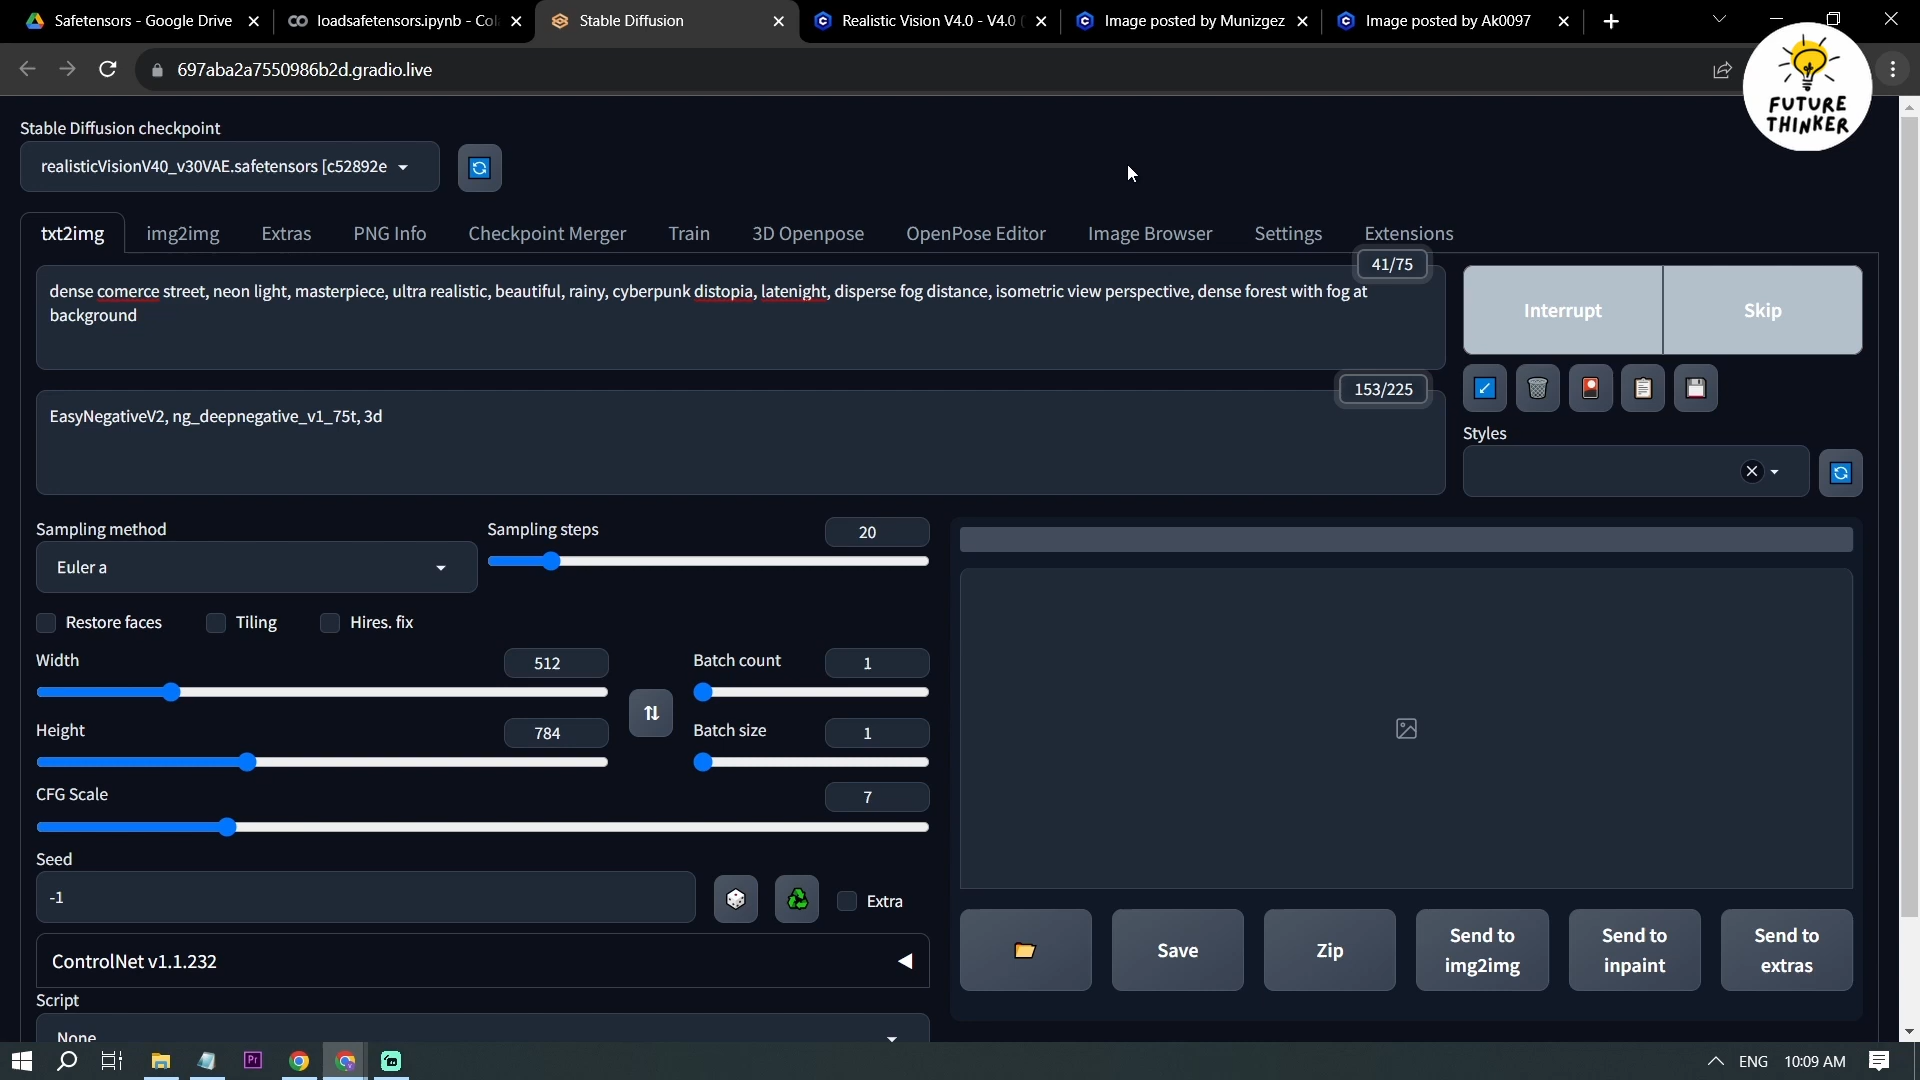 Safetensors - Google Drive
loadsafetensors.ipynb - Col
Stable Diffusion
Realistic Vision V4.0 - V4.0
Image posted by Munizgez
Image posted by Ak0097
697aba2a7550986b2d.gradio.live
FUTURE
THINKER
Stable Diffusion checkpoint
realisticVisionV40_v30VAE.safetensors [c52892e
txt2img
img2img
Extras
PNG Info
Checkpoint Merger
Train
3D Openpose
OpenPose Editor
Image Browser
Settings
Extensions
41/75
dense comerce street, neon light, masterpiece, ultra realistic, beautiful, rainy, cyberpunk distopia, latenight, disperse fog distance, isometric view perspective, dense forest with fog at
background
Interrupt
Skip
153/225
EasyNegativeV2, ng_deepnegative_v1_75t, 3d
Styles
Sampling method
Euler a
Sampling steps
20
Restore faces
Tiling
Hires. fix
Width
512
Batch count
1
Height
784
Batch size
1
CFG Scale
7
Seed
-1
Extra
Save
Zip
Send to
img2img
Send to
inpaint
Send to
extras
ControlNet v1.1.232
Script
None
Pr
ENG
10:09 AM